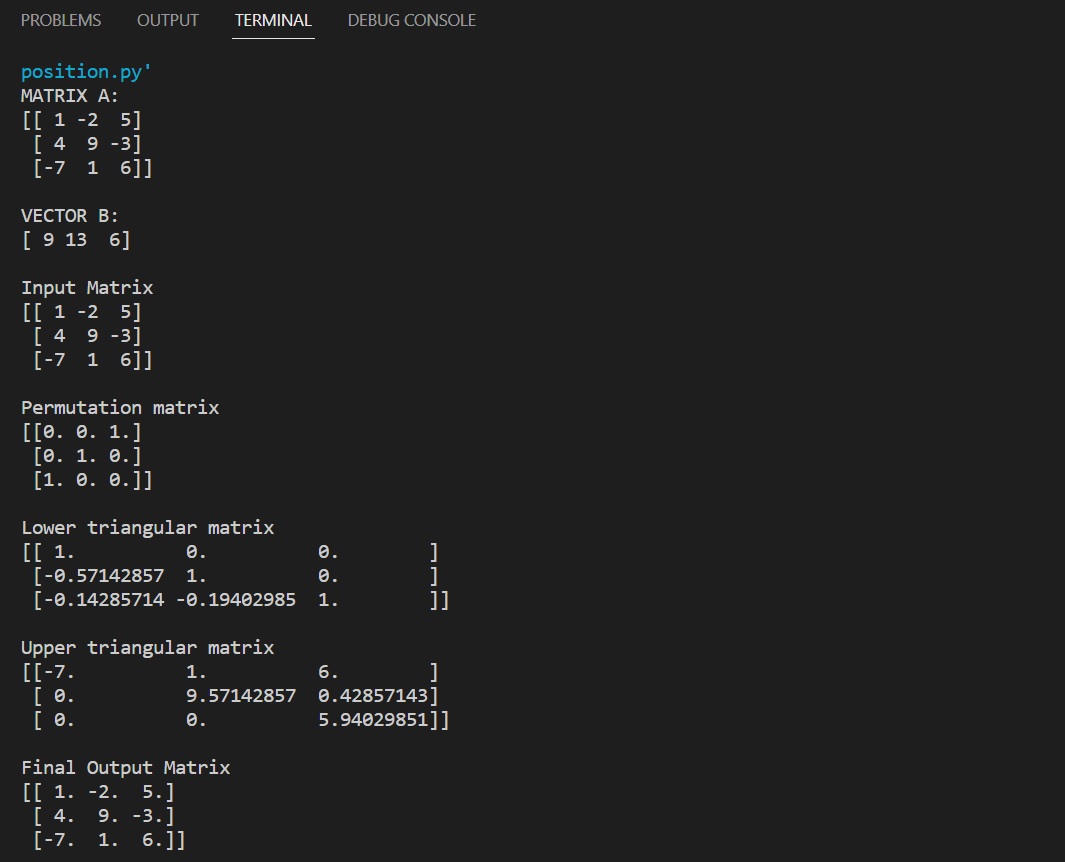 PROBLEMS OUTPUT TERMINAL DEBUG CONSOLE
position.py'
MATRIX A:
[[ 1 -2  5]
 [ 4  9 -3]
 [-7  1  6]]
VECTOR B:
[ 9 13  6]
Input Matrix
[[ 1 -2  5]
 [ 4  9 -3]
 [-7  1  6]]
Permutation matrix
[[0. 0. 1.]
 [0. 1. 0.]
 [1. 0. 0.]]
Lower triangular matrix
[[ 1.          0.          0.        ]
 [-0.57142857  1.          0.        ]
 [-0.14285714 -0.19402985  1.        ]]
Upper triangular matrix
[[-7.          1.          6.        ]
 [ 0.          9.57142857  0.42857143]
 [ 0.          0.          5.94029851]]
Final Output Matrix
[[ 1. -2.  5.]
 [ 4.  9. -3.]
 [-7.  1.  6.]]